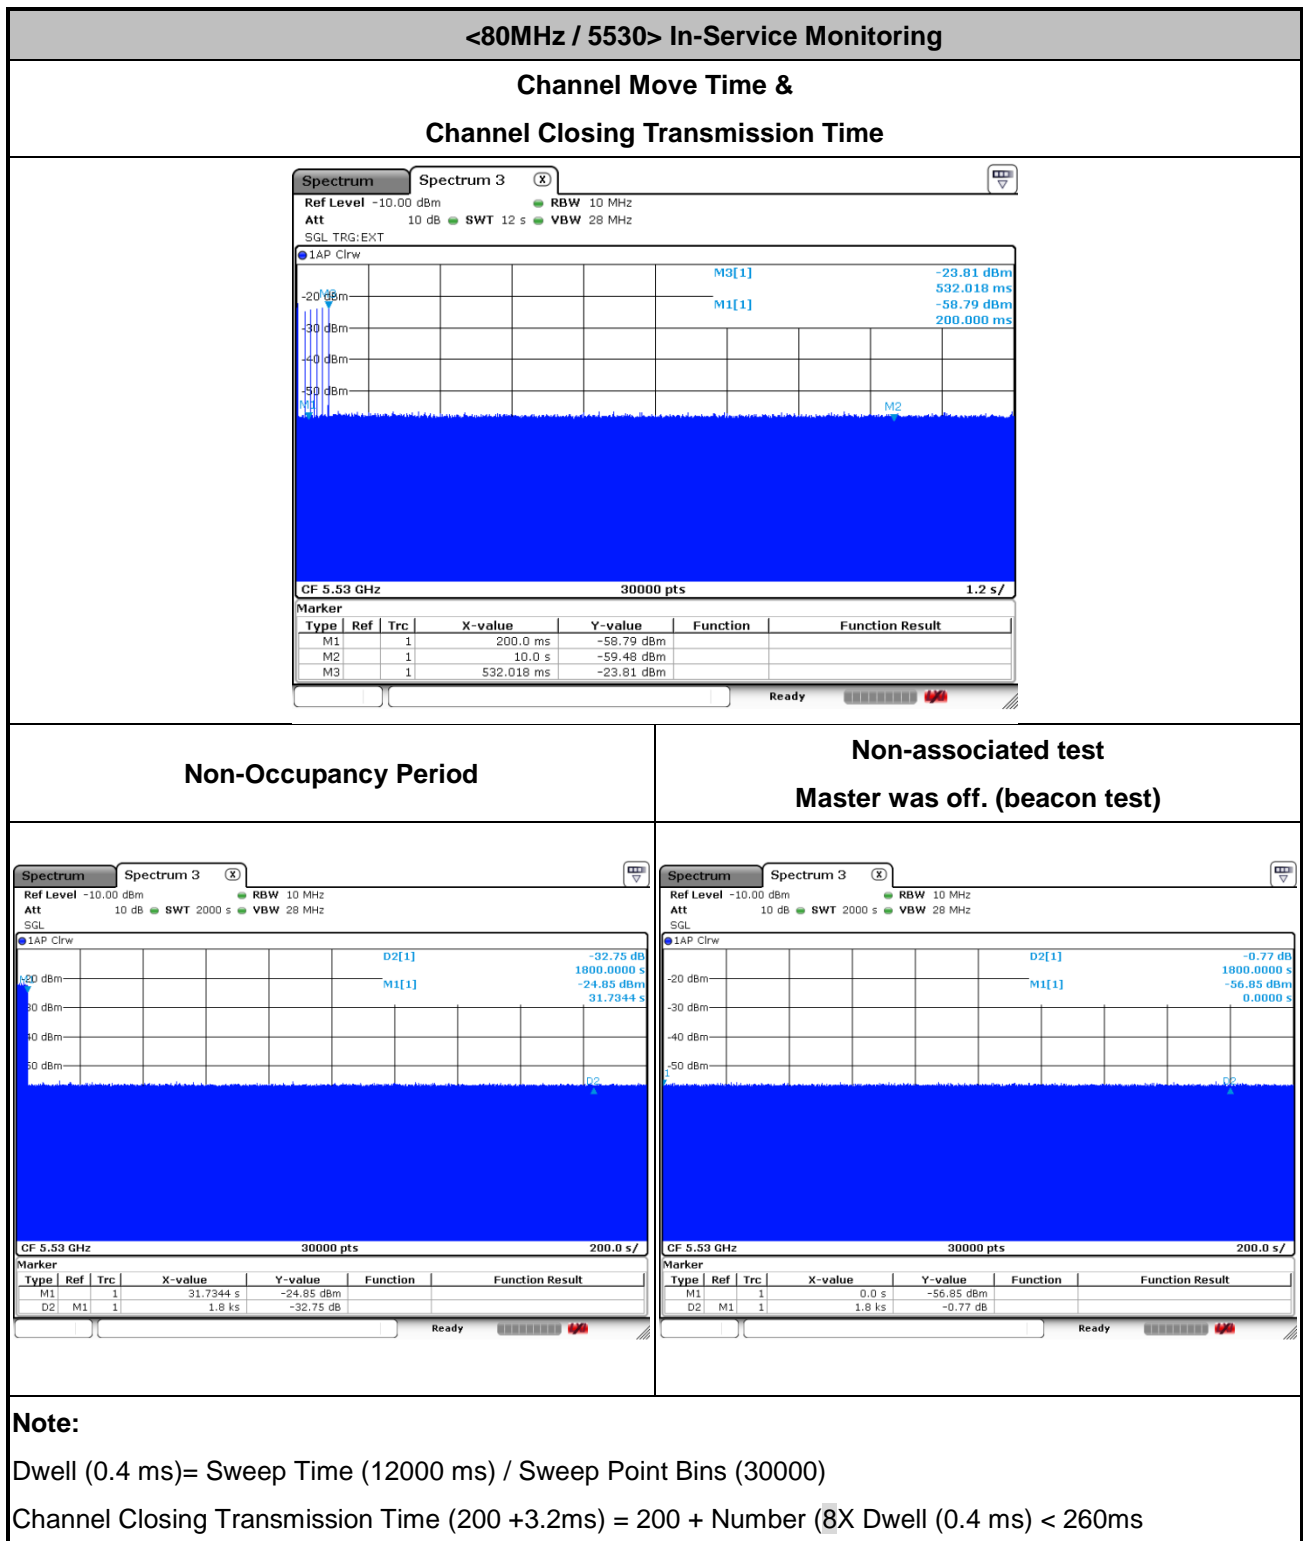 <80MHz / 5530> In-Service Monitoring
Channel Move Time &
Channel Closing Transmission Time
Spectrum Spectrum 3 X
Ref Level -10.00 dBm RBW 10 MHz
Att 10 dB SWT 12 s VBW 28 MHz
SGL TRG:EXT
1AP Clrw
M3[1] -23.81 dBm
532.018 ms
M1[1] -58.79 dBm
200.000 ms
-20 dBm
M3
-30 dBm
-40 dBm
-50 dBm
M1
M2
CF 5.53 GHz 30000 pts 1.2 s/
Marker
Type Ref Trc X-value Y-value Function Function Result
M1 1 200.0 ms -58.79 dBm
M2 1 10.0 s -59.48 dBm
M3 1 532.018 ms -23.81 dBm
Ready
Non-Occupancy Period
Non-associated test
Master was off. (beacon test)
Spectrum Spectrum 3 X
Ref Level -10.00 dBm RBW 10 MHz
Att 10 dB SWT 2000 s VBW 28 MHz
SGL
1AP Clrw
D2[1] -32.75 dB
1800.0000 s
M1[1] -24.85 dBm
31.7344 s
M1
-20 dBm
-30 dBm
-40 dBm
-50 dBm
D2
CF 5.53 GHz 30000 pts 200.0 s/
Marker
Type Ref Trc X-value Y-value Function Function Result
M1 1 31.7344 s -24.85 dBm
D2 M1 1 1.8 ks -32.75 dB
Ready
Spectrum Spectrum 3 X
Ref Level -10.00 dBm RBW 10 MHz
Att 10 dB SWT 2000 s VBW 28 MHz
SGL
1AP Clrw
D2[1] -0.77 dB
1800.0000 s
M1[1] -56.85 dBm
0.0000 s
-20 dBm
-30 dBm
-40 dBm
-50 dBm
1
D2
CF 5.53 GHz 30000 pts 200.0 s/
Marker
Type Ref Trc X-value Y-value Function Function Result
M1 1 0.0 s -56.85 dBm
D2 M1 1 1.8 ks -0.77 dB
Ready
Note:
Dwell (0.4 ms)= Sweep Time (12000 ms) / Sweep Point Bins (30000)
Channel Closing Transmission Time (200 +3.2ms) = 200 + Number (8X Dwell (0.4 ms) < 260ms